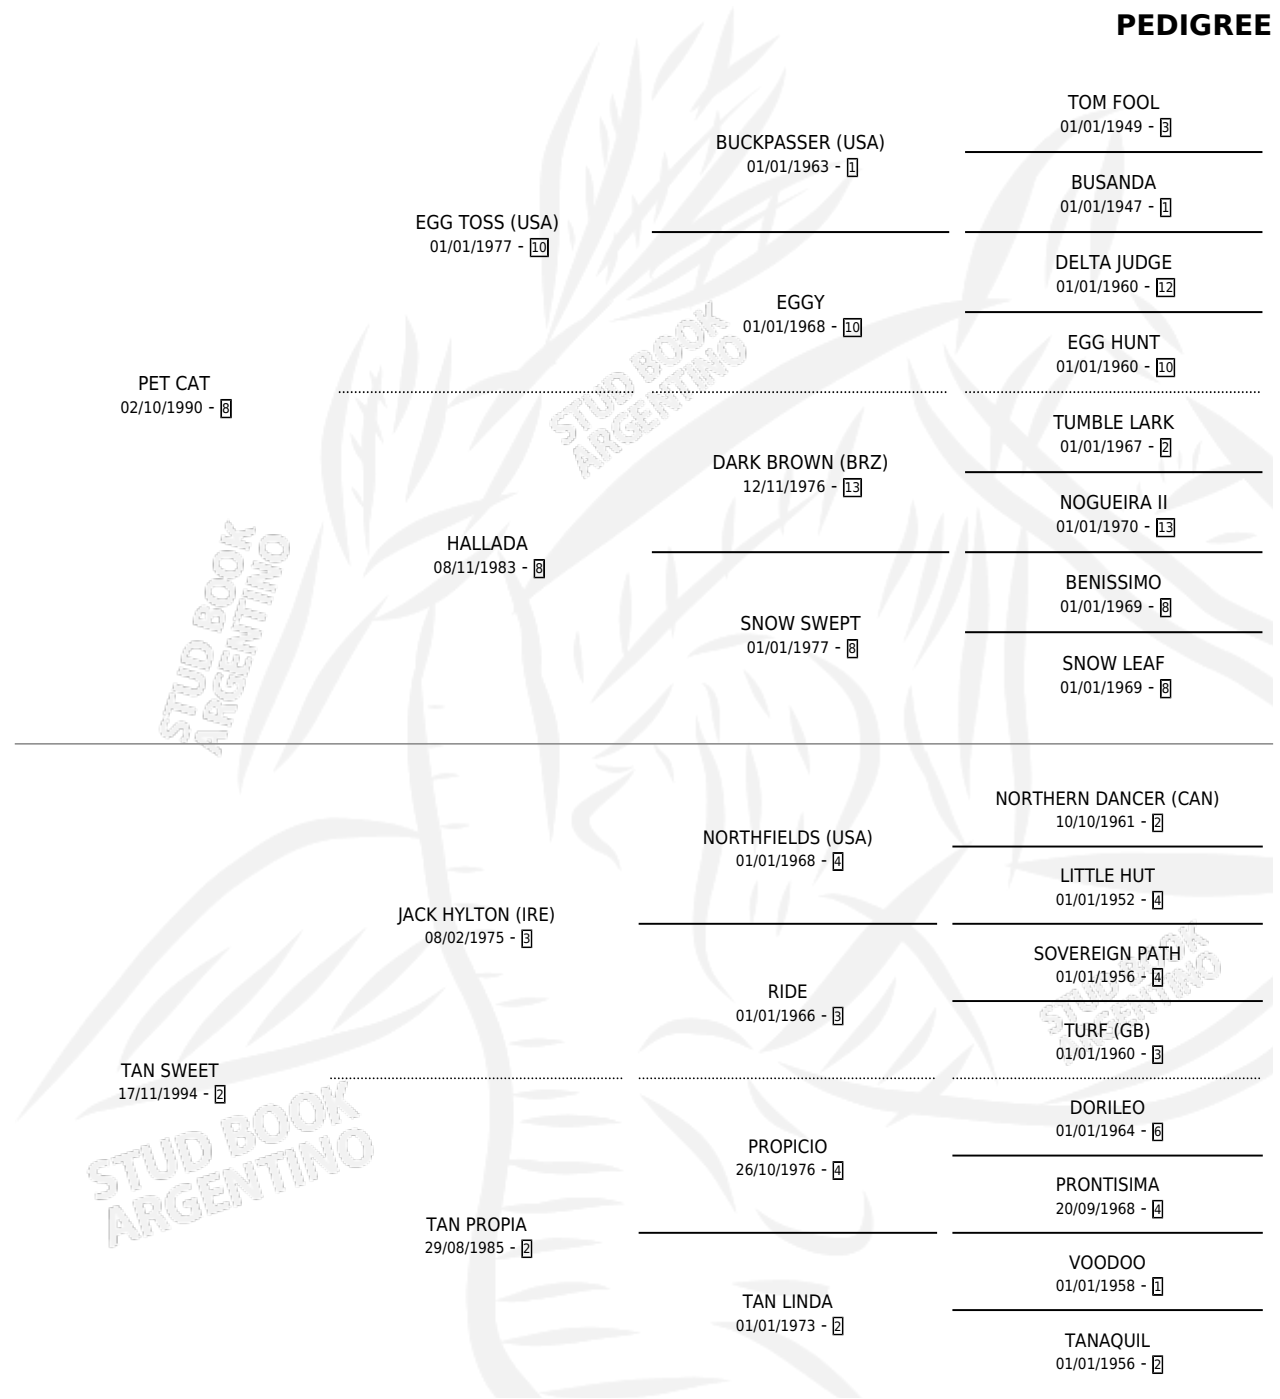 PEDIGREE
TOM FOOL
01/01/1949 - 3
BUCKPASSER (USA)
01/01/1963 - 1
BUSANDA
01/01/1947 - 1
EGG TOSS (USA)
01/01/1977 - 10
DELTA JUDGE
01/01/1960 - 12
EGGY
01/01/1968 - 10
EGG HUNT
01/01/1960 - 10
PET CAT
02/10/1990 - 8
TUMBLE LARK
01/01/1967 - 2
DARK BROWN (BRZ)
12/11/1976 - 13
NOGUEIRA II
01/01/1970 - 13
HALLADA
08/11/1983 - 8
BENISSIMO
01/01/1969 - 8
SNOW SWEPT
01/01/1977 - 8
SNOW LEAF
01/01/1969 - 8
NORTHERN DANCER (CAN)
10/10/1961 - 2
NORTHFIELDS (USA)
01/01/1968 - 4
LITTLE HUT
01/01/1952 - 4
JACK HYLTON (IRE)
08/02/1975 - 3
SOVEREIGN PATH
01/01/1956 - 4
RIDE
01/01/1966 - 3
TURF (GB)
01/01/1960 - 3
TAN SWEET
17/11/1994 - 2
DORILEO
01/01/1964 - 6
PROPICIO
26/10/1976 - 4
PRONTISIMA
20/09/1968 - 4
TAN PROPIA
29/08/1985 - 2
VOODOO
01/01/1958 - 1
TAN LINDA
01/01/1973 - 2
TANAQUIL
01/01/1956 - 2
STUD BOOK
ARGENTINO
STUD BOOK
ARGENTINO
STUD BOOK
ARGENTINO
STUD BOOK
ARGENTINO